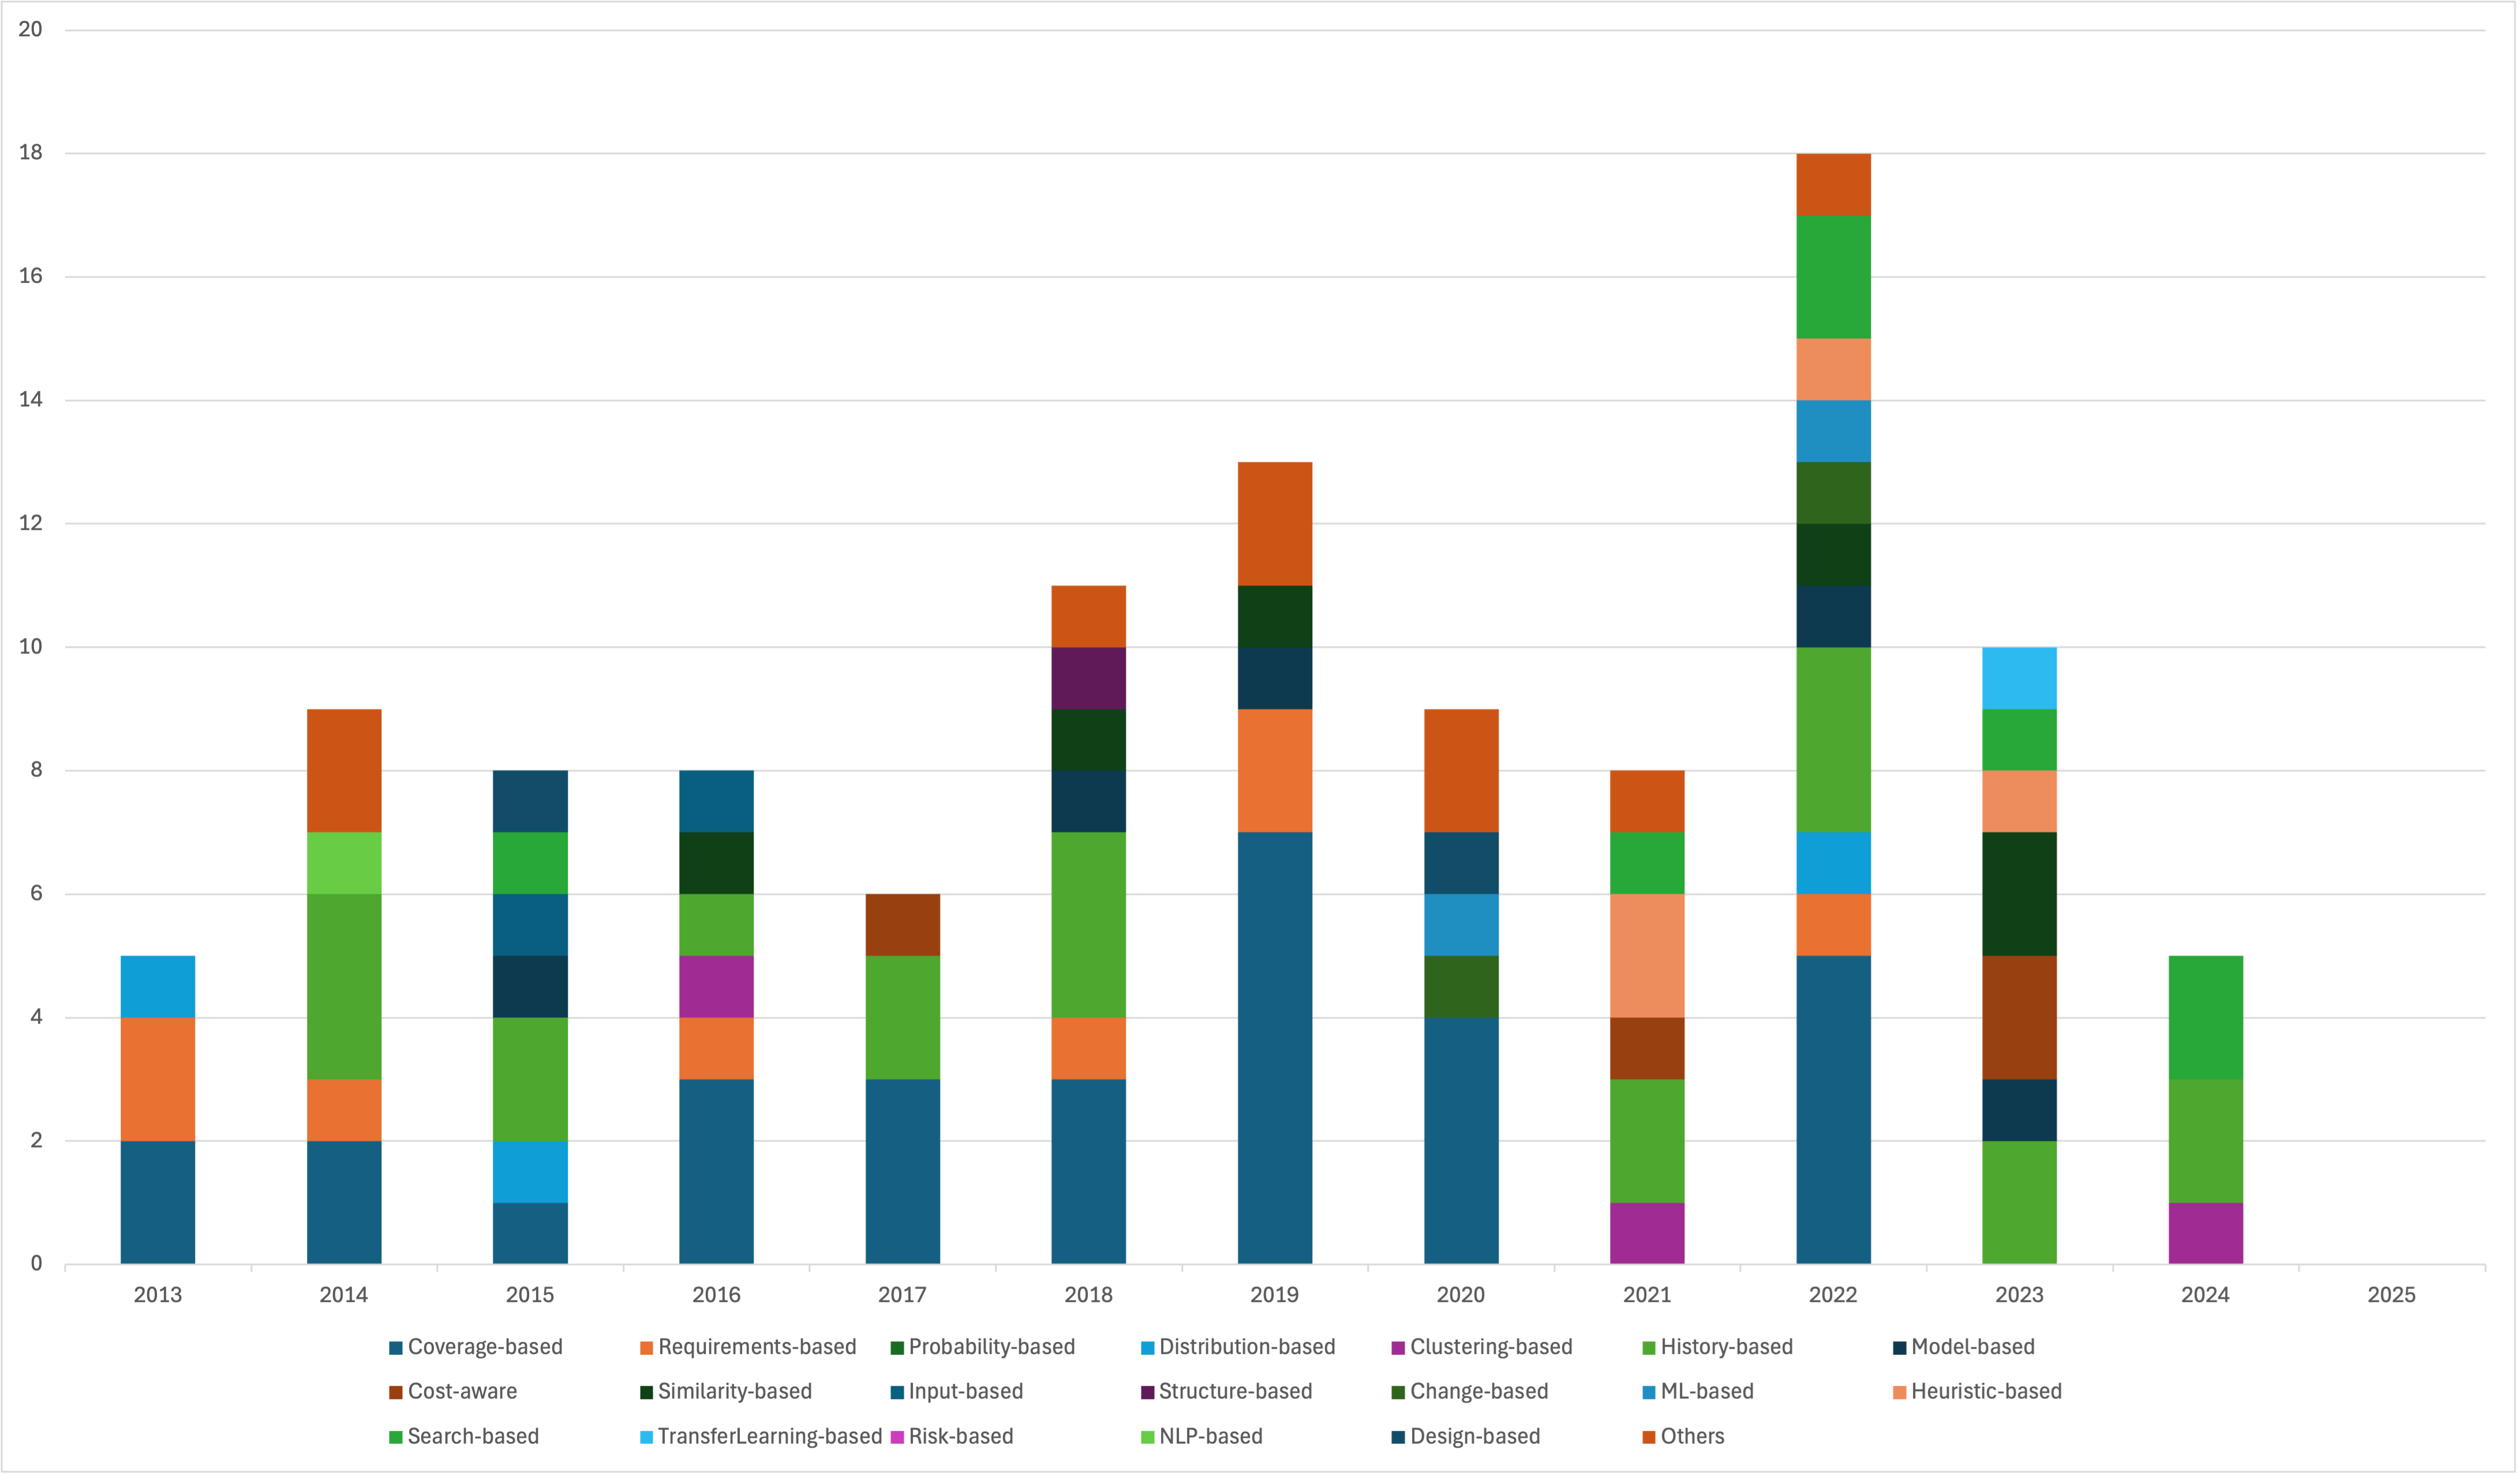 20
18
16
14
12
10
8
6
4
2
0
2013 2014 2015 2016 2017 2018 2019 2020 2021 2022 2023 2024 2025
Coverage-based Requirements-based Probability-based Distribution-based Clustering-based History-based Model-based
Cost-aware Similarity-based Input-based Structure-based Change-based ML-based Heuristic-based
Search-based TransferLearning-based Risk-based NLP-based Design-based Others